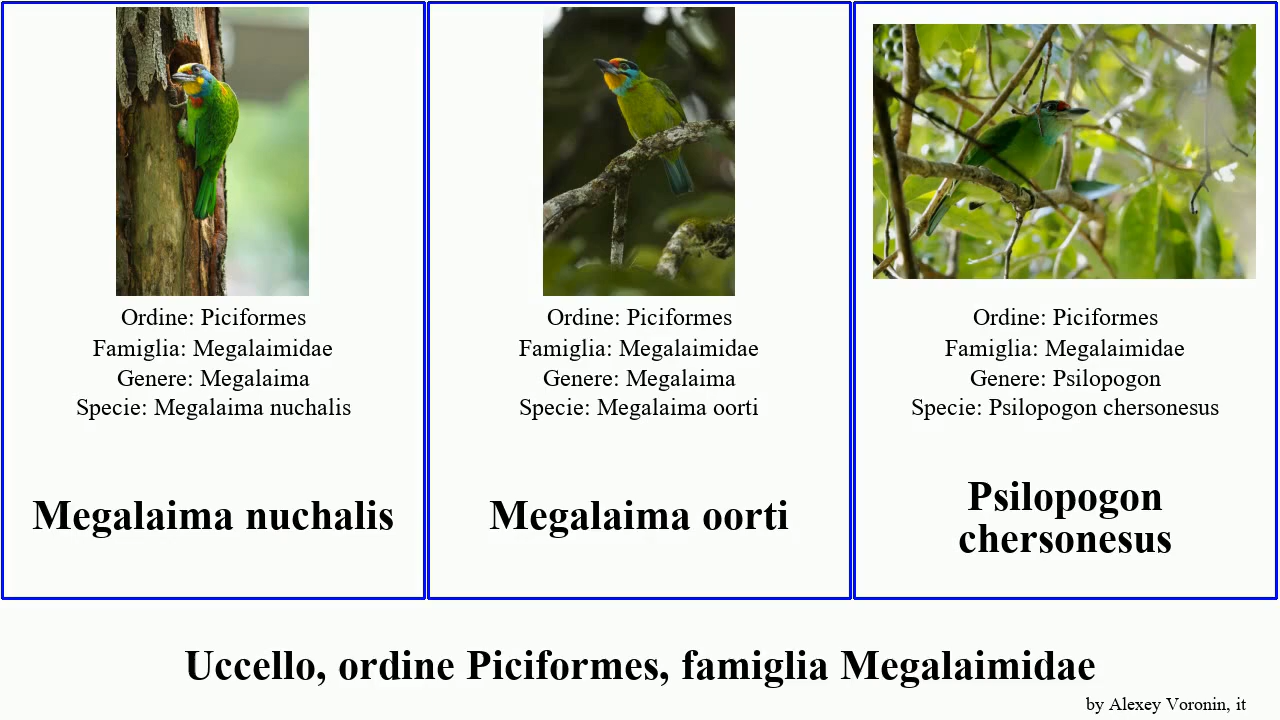 Ordine: Piciformes
Famiglia: Megalaimidae
Genere: Megalaima
Specie: Megalaima nuchalis
Megalaima nuchalis
Ordine: Piciformes
Famiglia: Megalaimidae
Genere: Megalaima
Specie: Megalaima oorti
Megalaima oorti
Ordine: Piciformes
Famiglia: Megalaimidae
Genere: Psilopogon
Specie: Psilopogon chersonesus
Psilopogon
chersonesus
Uccello, ordine Piciformes, famiglia Megalaimidae
by Alexey Voronin, it